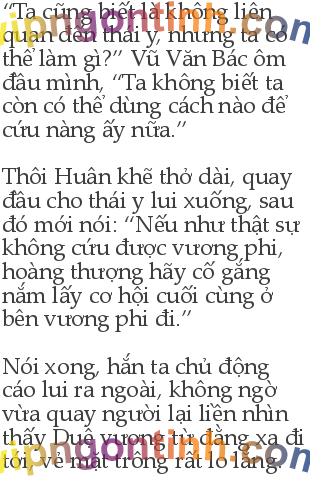 “Ta cũng biết là không liên
quan đến thái y, nhưng ta có
thể làm gì?” Vũ Văn Bác ôm
đầu mình, “Ta không biết ta
còn có thể dùng cách nào để
cứu nàng ấy nữa.”
Thôi Huân khẽ thở dài, quay
đầu cho thái y lui xuống, sau
đó mới nói: “Nếu như thật sự
không cứu được vương phi,
hoàng thượng hãy cố gắng
nắm lấy cơ hội cuối cùng ở
bên vương phi đi.”
Nói xong, hắn ta chủ động
cáo lui ra ngoài, không ngờ
vừa quay người lại liền nhìn
thấy Duệ vương từ đằng xa đi
tới, vẻ mặt trông rất lo lắng
vipngontinh.com
vipngontinh.com